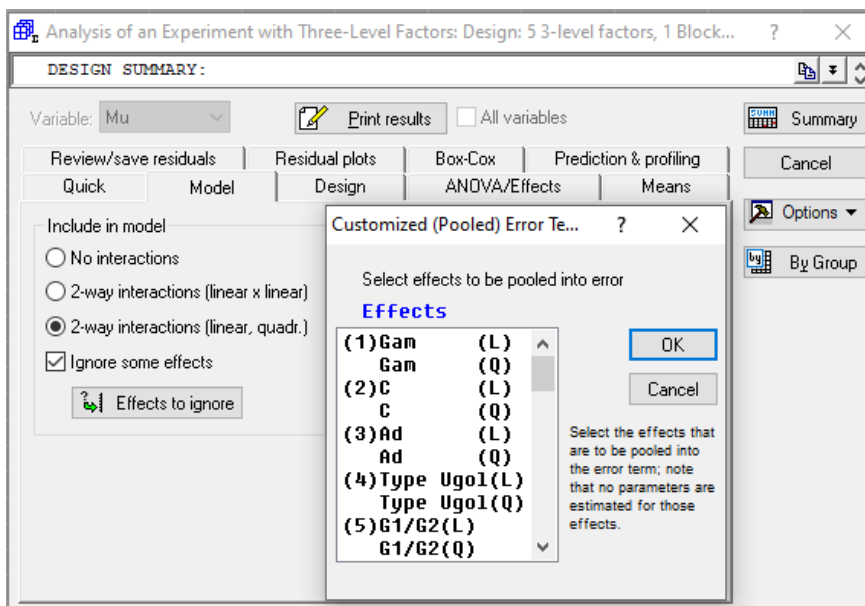 Analysis of an Experiment with Three-Level Factors: Design: 5 3-level factors, 1 Block... ? ×
DESIGN SUMMARY:
Variable: Mu Print results All variables
Summary
Cancel
Options
By Group
Review/save residuals Residual plots Box-Cox Prediction & profiling
Quick Model Design ANOVA/Effects Means
Include in model
No interactions
2-way interactions (linear x linear)
2-way interactions (linear, quadr.)
Ignore some effects
Effects to ignore
Customized (Pooled) Error Te... ? ×
Select effects to be pooled into error
Effects
(1)Gam (L)
Gam (Q)
(2)C (L)
C (Q)
(3)Ad (L)
Ad (Q)
(4)Type Ugol(L)
Type Ugol(Q)
(5)G1/G2(L)
G1/G2(Q)
OK
Cancel
Select the effects that
are to be pooled into
the error term; note
that no parameters are
estimated for those
effects.